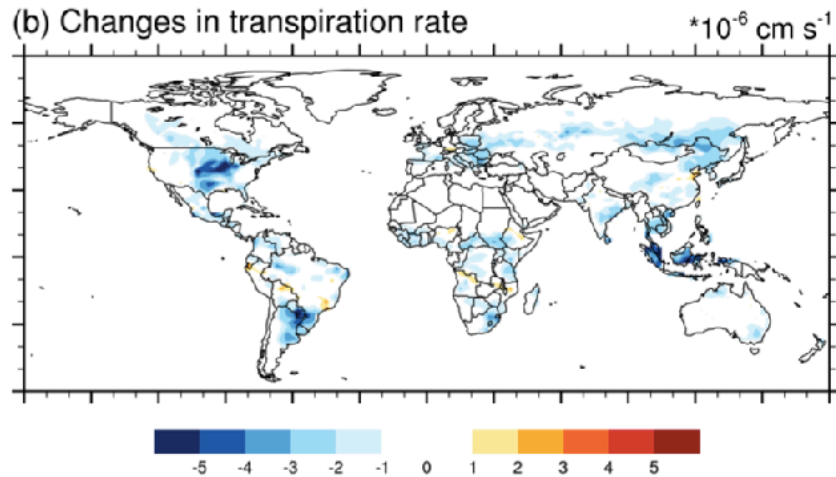 (b) Changes in transpiration rate *10-6 cm s-1
-5 -4 -3 -2 -1 0 1 2 3 4 5